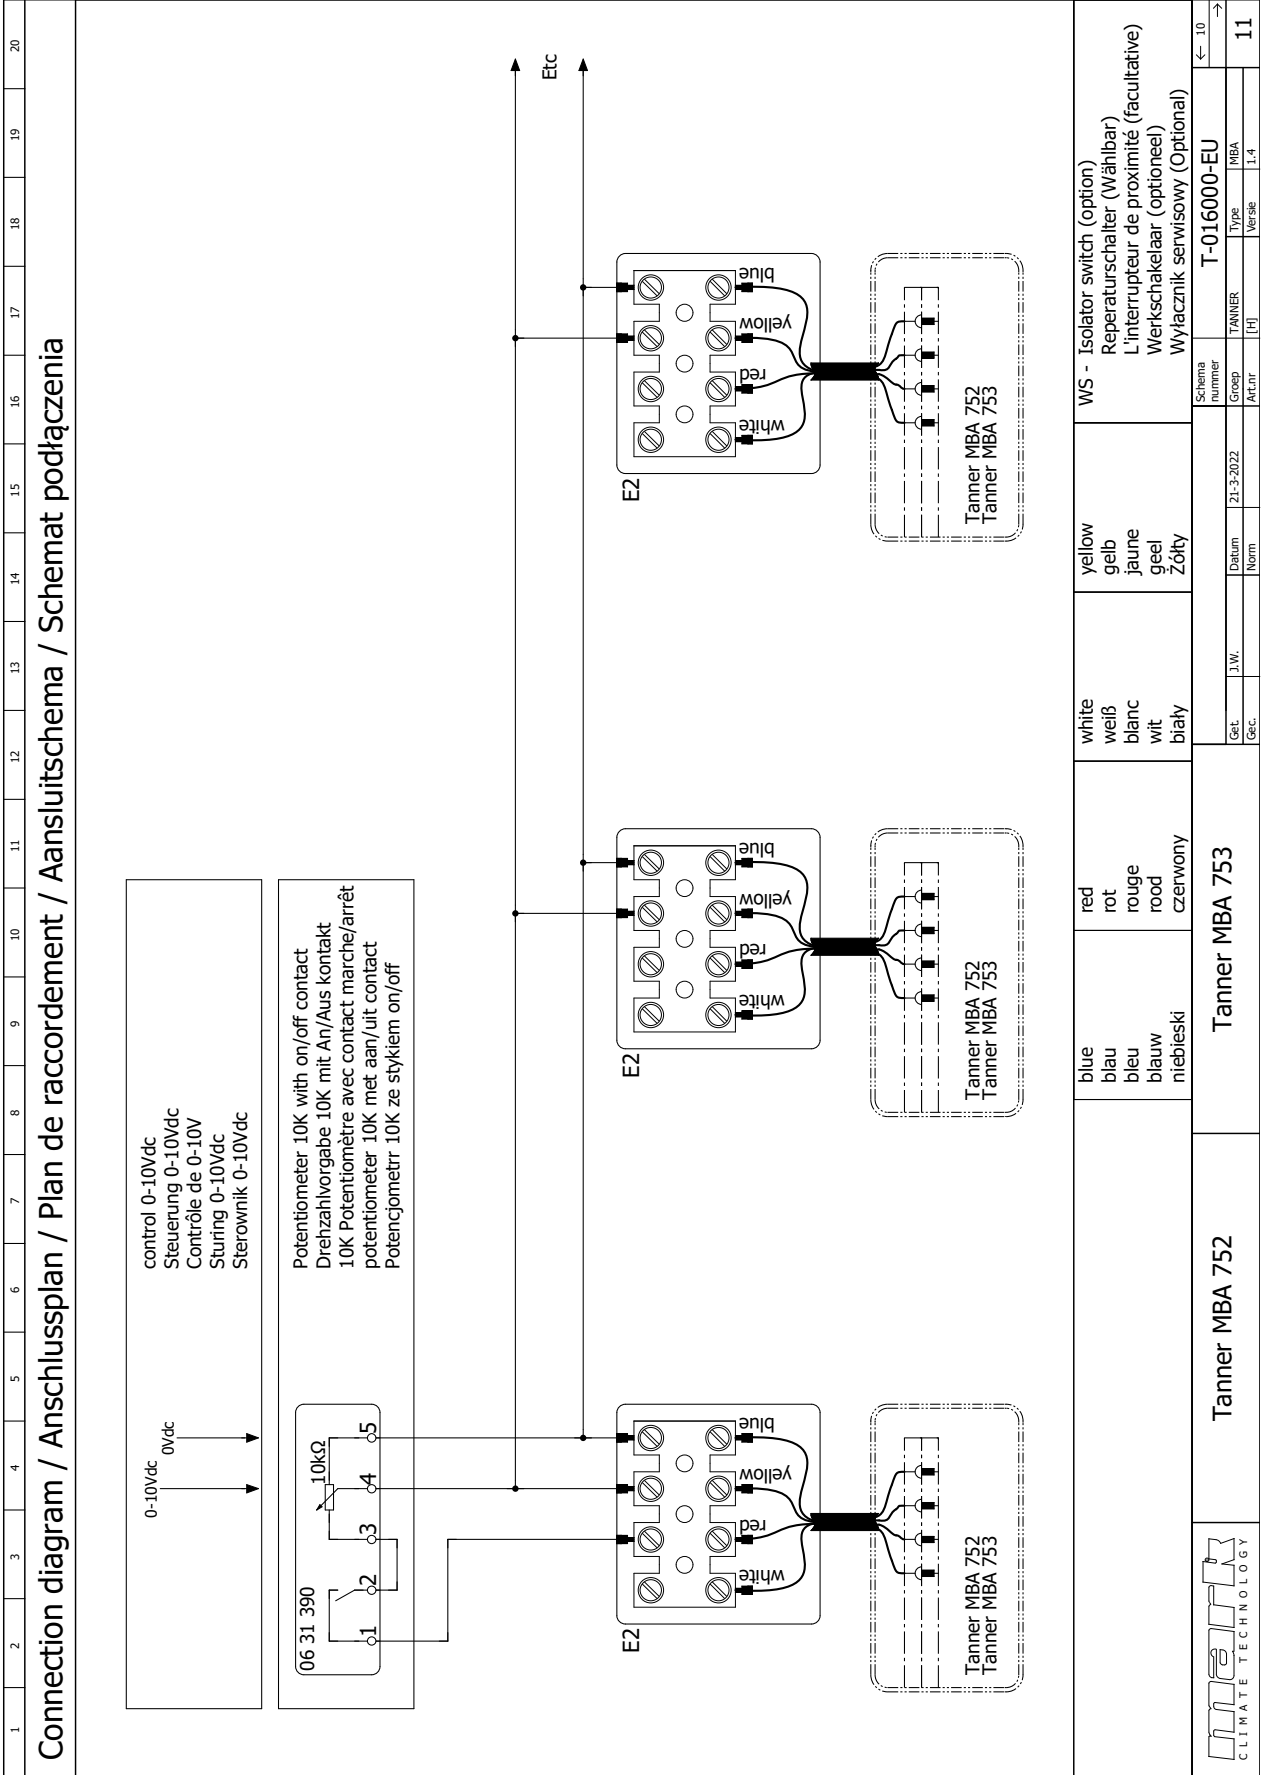 1 2 3 4 5 6 7 8 9 10 11 12 13 14 15 16 17 18 19 20
Connection diagram / Anschlussplan / Plan de raccordement / Aansluitschema / Schemat podłączenia
0-10Vdc
0Vdc
control 0-10Vdc
Steuerung 0-10Vdc
Contrôle de 0-10V
Sturing 0-10Vdc
Sterownik 0-10Vdc
06 31 390
10kΩ
1 2 3 4 5
Potentiometer 10K with on/off contact
Drehzahlvorgabe 10K mit An/Aus kontakt
10K Potentiomètre avec contact marche/arrêt
potentiometer 10K met aan/uit contact
Potencjometrr 10K ze stykiem on/off
Etc
E2
white
red
yellow
blue
Tanner MBA 752
Tanner MBA 753
E2
white
red
yellow
blue
Tanner MBA 752
Tanner MBA 753
E2
white
red
yellow
blue
Tanner MBA 752
Tanner MBA 753
blue
blau
bleu
blauw
niebieski
red
rot
rouge
rood
czerwony
white
weiß
blanc
wit
biały
yellow
gelb
jaune
geel
Żółty
WS - Isolator switch (option)
Reperaturschalter (Wählbar)
L'interrupteur de proximité (facultative)
Werkschakelaar (optioneel)
Wyłacznik serwisowy (Optional)
mark
CLIMATE TECHNOLOGY
Tanner MBA 752
Tanner MBA 753
Get. J.W.
Gec.
Datum 21-3-2022
Norm
Schema
nummer
T-016000-EU
Groep TANNER
Type MBA
Art.nr [H]
Versie 1.4
← 10
→
11